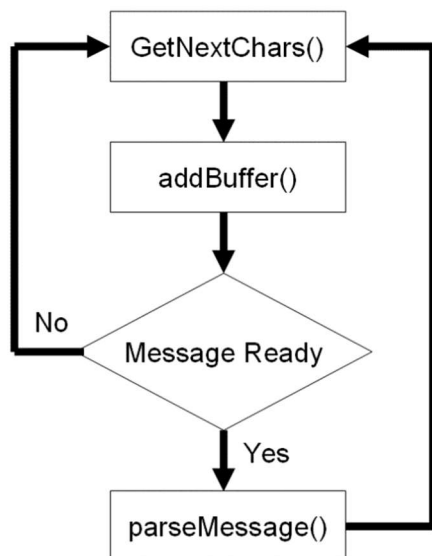 GetNextChars()
addBuffer()
No
Message Ready
Yes
parseMessage()